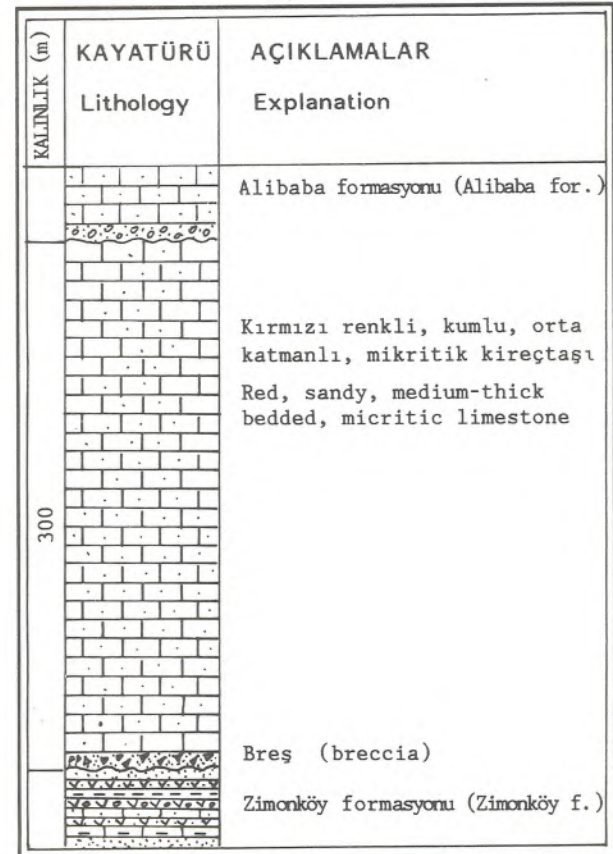 KALINLIK (m)
KAYATÜRÜ
Lithology
AÇIKLAMALAR
Explanation
Alibaba formasyonu (Alibaba for.)
Kırmızı renkli, kumlu, orta
katmanlı, mikritik kireçtaşı
Red, sandy, medium-thick
bedded, micritic limestone
300
Breş (breccia)
Zimonköy formasyonu (Zimonköy f.)